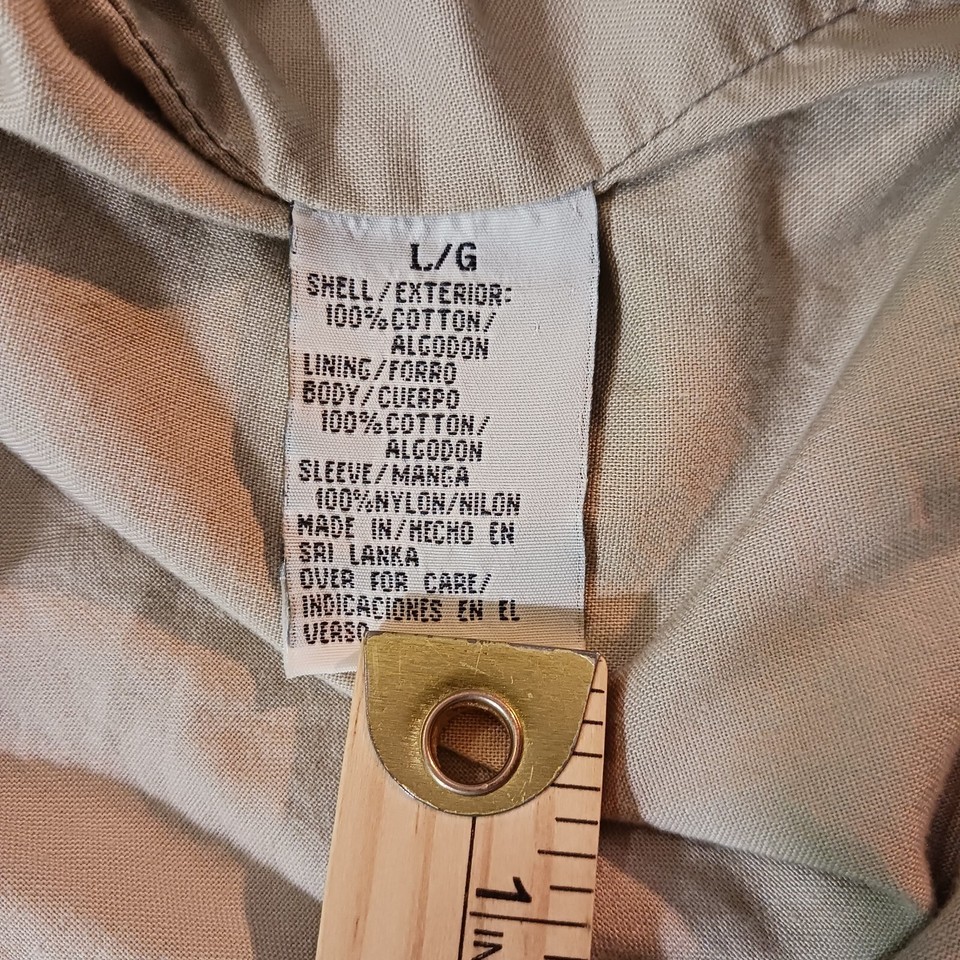 L/G
SHELL/EXTERIOR:
100%COTTON/
ALGODON
LINING/FORRO
BODY/CUERPO
100%COTTON/
ALGODON
SLEEVE/MANGA
100%NYLON/NILON
MADE IN/HECHO EN
SRI LANKA
OVER FOR CARE/
INDICACIONES EN EL
VERSO
1
IN